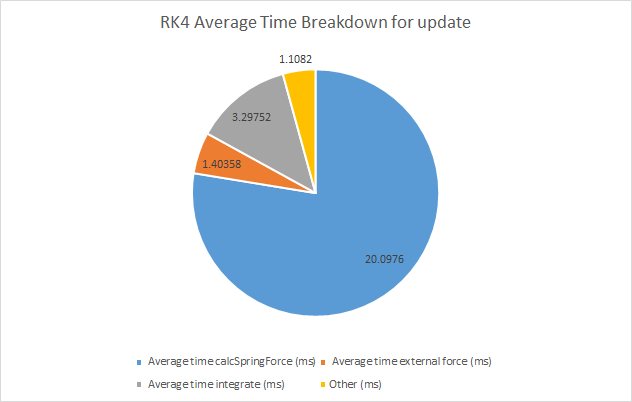 RK4 Average Time Breakdown for update
1.1082
3.29752
1.40358
20.0976
Average time calcSpringForce (ms) Average time external force (ms)
Average time integrate (ms) Other (ms)